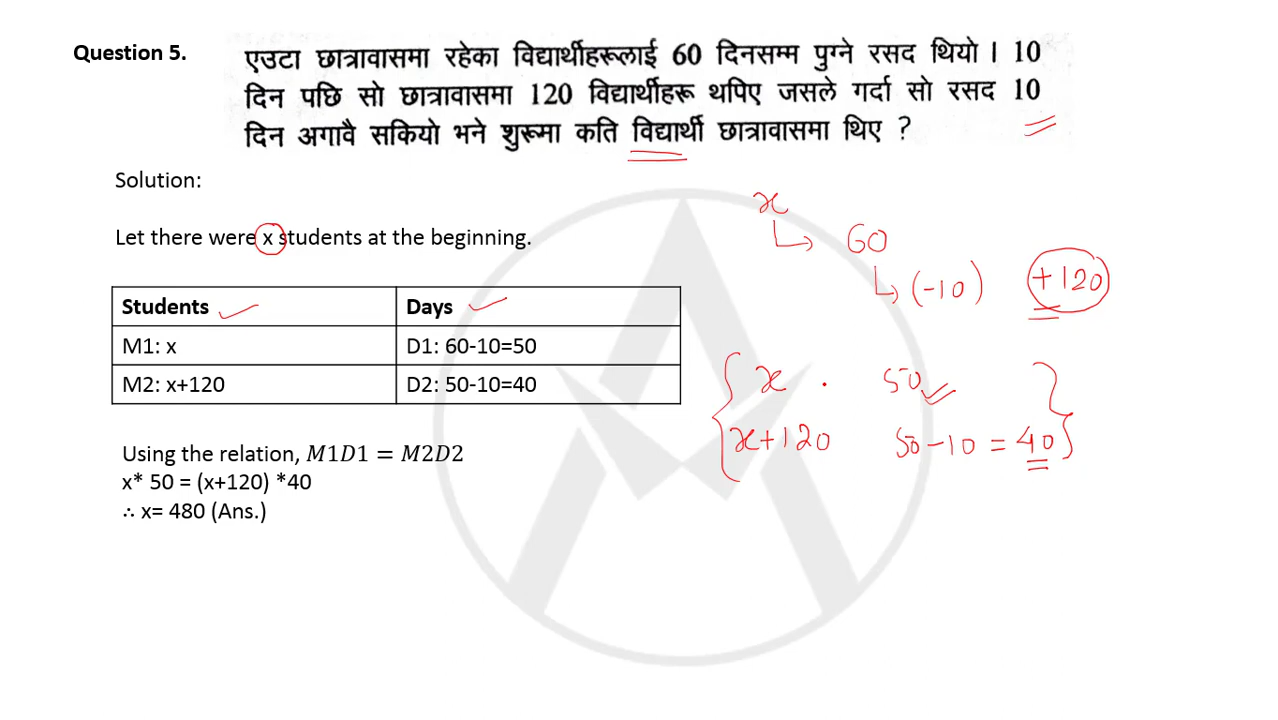 Question 5.
एउटा छात्रावासमा रहेका विद्यार्थीहरूलाई 60 दिनसम्म पुग्ने रसद थियो । 10
दिन पछि सो छात्रावासमा 120 विद्यार्थीहरू थपिए जसले गर्दा सो रसद 10
दिन अगावै सकियो भने शुरूमा कति विद्यार्थी छात्रावासमा थिए ?
Solution:
Let there were x students at the beginning.
Students Days
M1: x D1: 60-10=50
M2: x+120 D2: 50-10=40
Using the relation, 𝑀1𝐷1 = 𝑀2𝐷2
x* 50 = (x+120) *40
∴ x= 480 (Ans.)
x
60
(-10) +120
x . 50
x+120 50-10 = 40